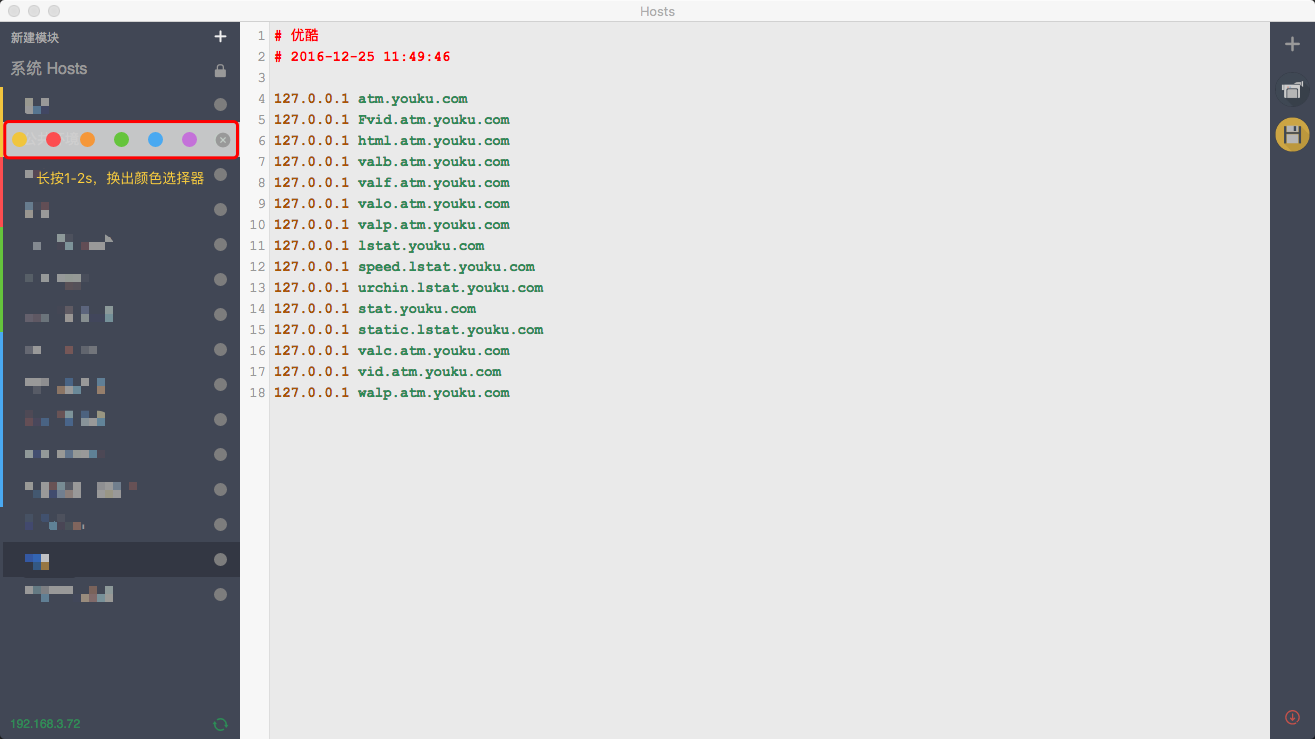 Hosts
新建模块
系统 Hosts
长按1-2s，换出颜色选择器
192.168.3.72
1 # 优酷
2 # 2016-12-25 11:49:46
3
4 127.0.0.1 atm.youku.com
5 127.0.0.1 Fvid.atm.youku.com
6 127.0.0.1 html.atm.youku.com
7 127.0.0.1 valb.atm.youku.com
8 127.0.0.1 valf.atm.youku.com
9 127.0.0.1 valo.atm.youku.com
10 127.0.0.1 valp.atm.youku.com
11 127.0.0.1 lstat.youku.com
12 127.0.0.1 speed.lstat.youku.com
13 127.0.0.1 urchin.lstat.youku.com
14 127.0.0.1 stat.youku.com
15 127.0.0.1 static.lstat.youku.com
16 127.0.0.1 valc.atm.youku.com
17 127.0.0.1 vid.atm.youku.com
18 127.0.0.1 walp.atm.youku.com